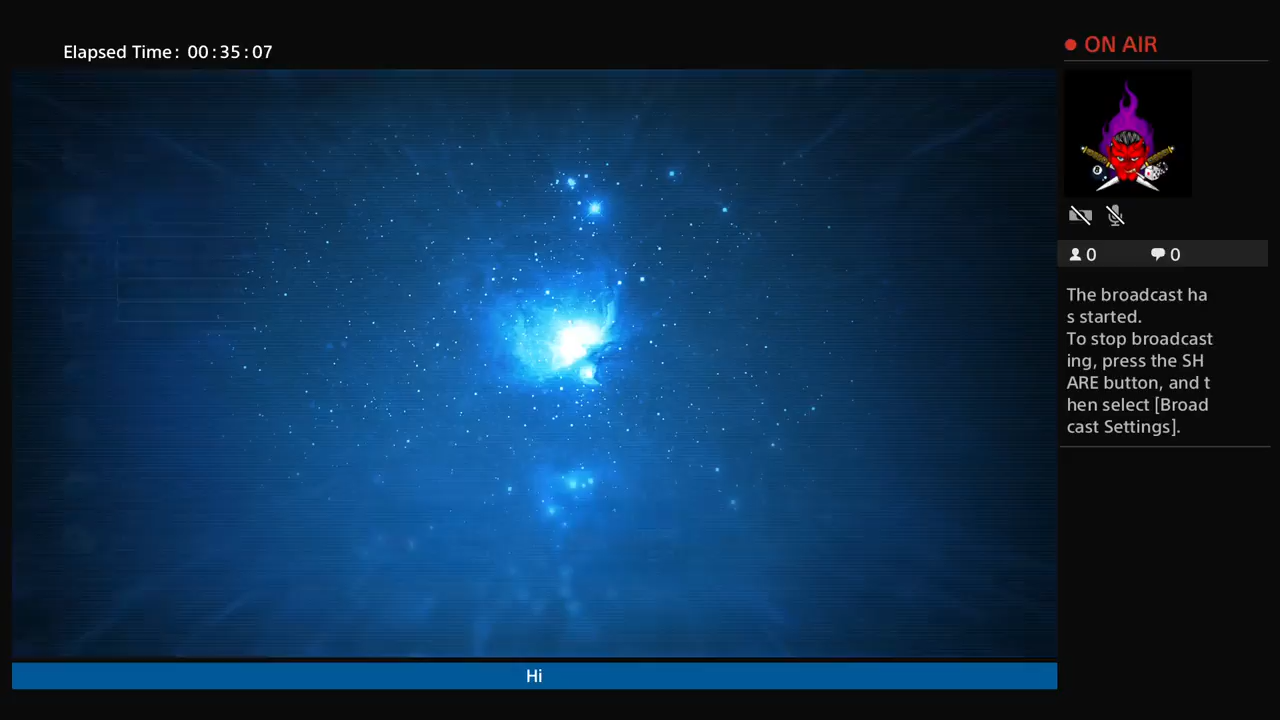 Elapsed Time: 00:35:07
ON AIR
0 0
The broadcast ha
s started.
To stop broadcast
ing, press the SH
ARE button, and t
hen select [Broad
cast Settings].
Hi